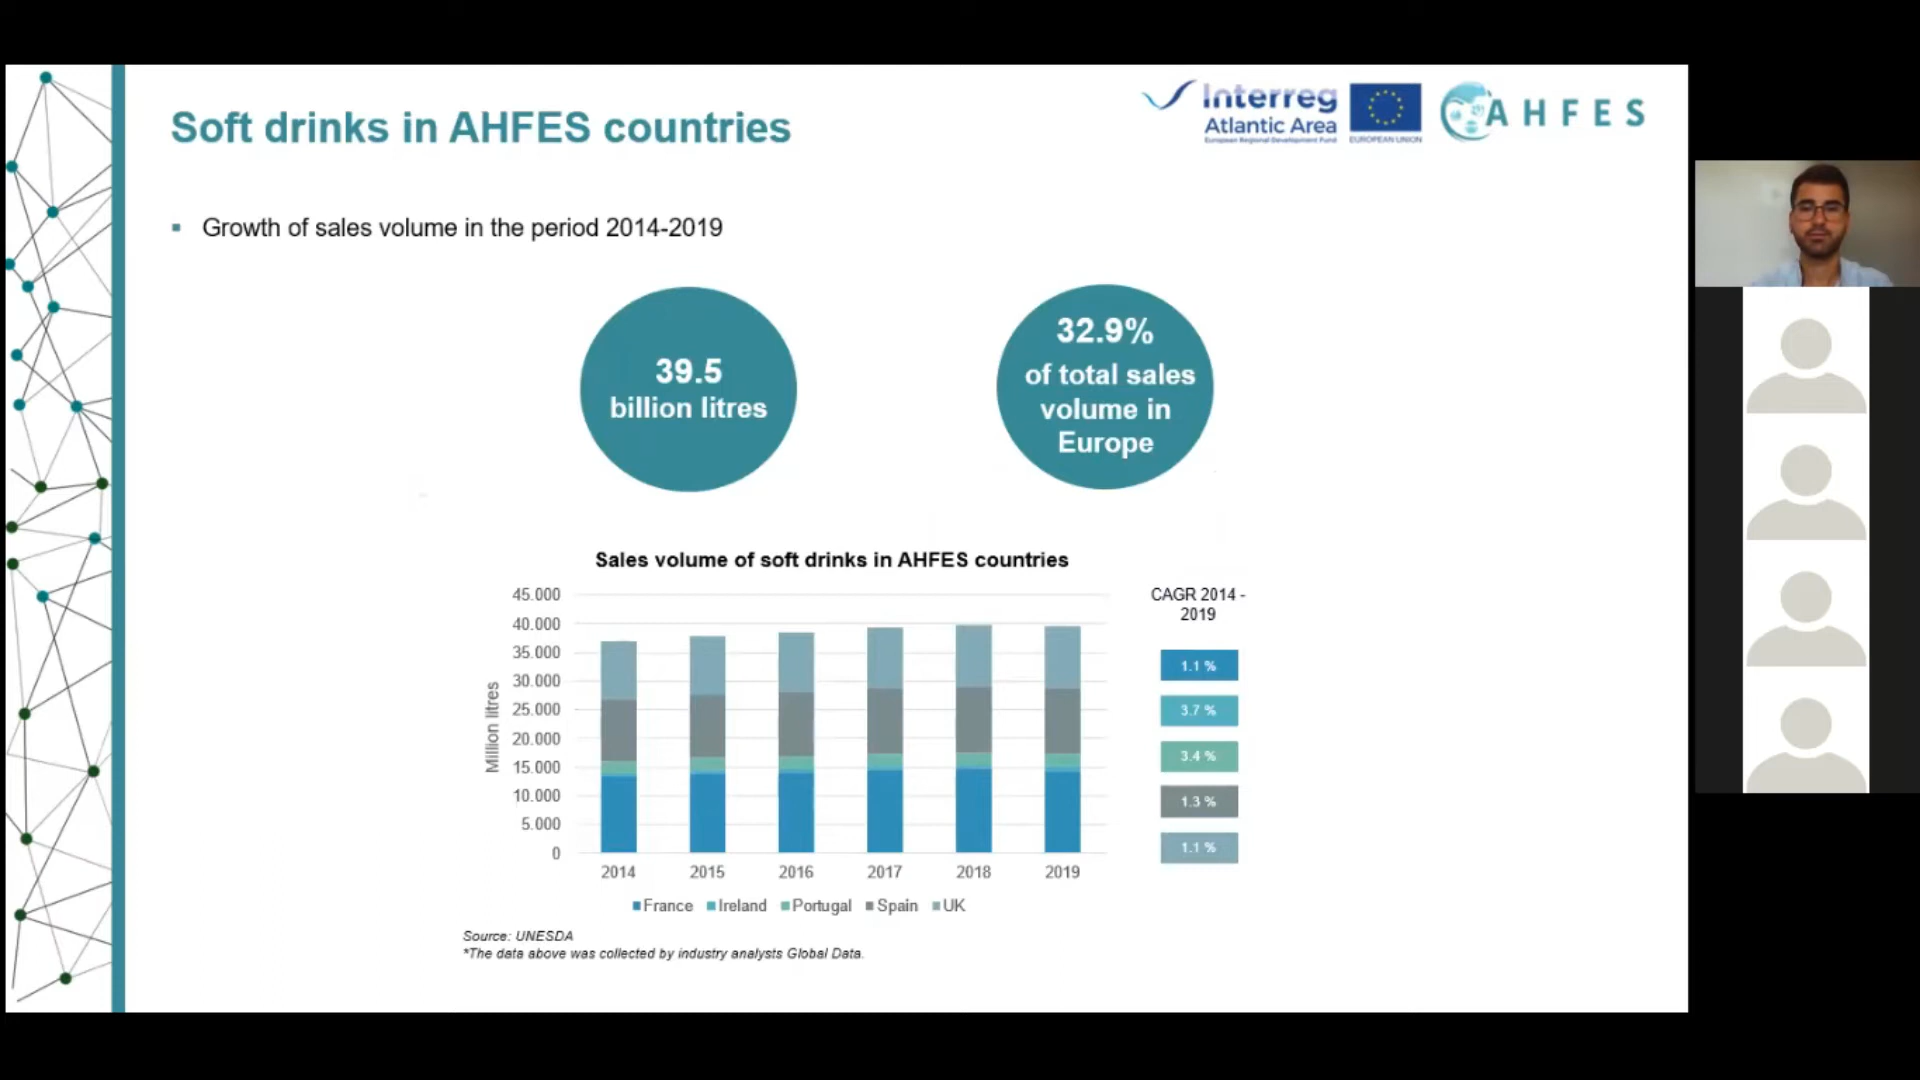 Soft drinks in AHFES countries
Interreg
Atlantic Area
European Regional Development Fund
EUROPEAN UNION
AHFES
Growth of sales volume in the period 2014-2019
39.5
billion litres
32.9%
of total sales
volume in
Europe
Sales volume of soft drinks in AHFES countries
Million litres
45.000
40.000
35.000
30.000
25.000
20.000
15.000
10.000
5.000
0
2014 2015 2016 2017 2018 2019
France Ireland Portugal Spain UK
CAGR 2014 -
2019
1.1 %
3.7 %
3.4 %
1.3 %
1.1 %
Source: UNESDA
*The data above was collected by industry analysts Global Data.